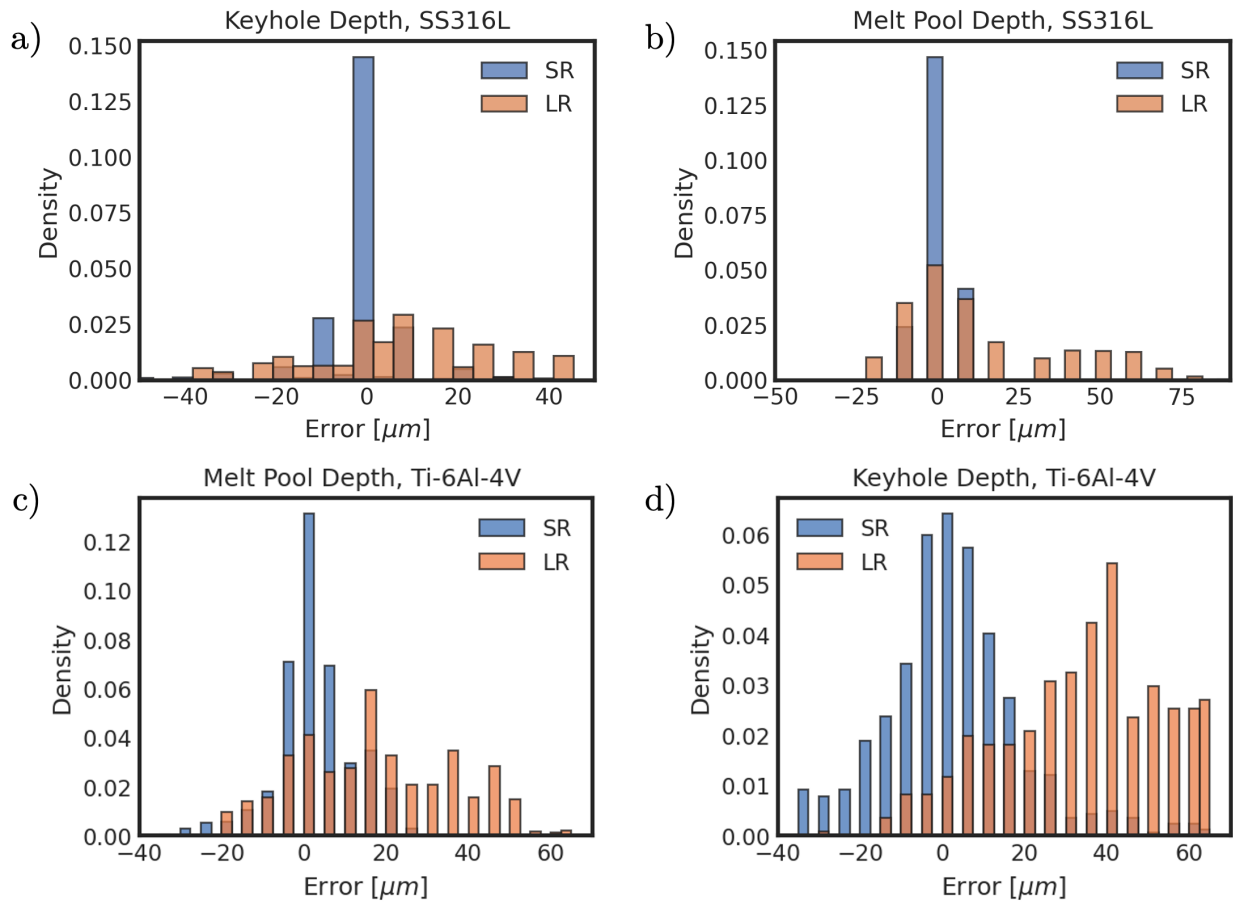 a)
Keyhole Depth, SS316L
0.150
0.125
0.100
0.075
0.050
0.025
0.000
Density
SR
LR
−40 −20 0 20 40
Error [μm]
b)
Melt Pool Depth, SS316L
0.150
0.125
0.100
0.075
0.050
0.025
0.000
Density
SR
LR
−50 −25 0 25 50 75
Error [μm]
c)
Melt Pool Depth, Ti-6Al-4V
0.12
0.10
0.08
0.06
0.04
0.02
0.00
Density
SR
LR
−40 −20 0 20 40 60
Error [μm]
d)
Keyhole Depth, Ti-6Al-4V
0.06
0.05
0.04
0.03
0.02
0.01
0.00
Density
SR
LR
−40 −20 0 20 40 60
Error [μm]